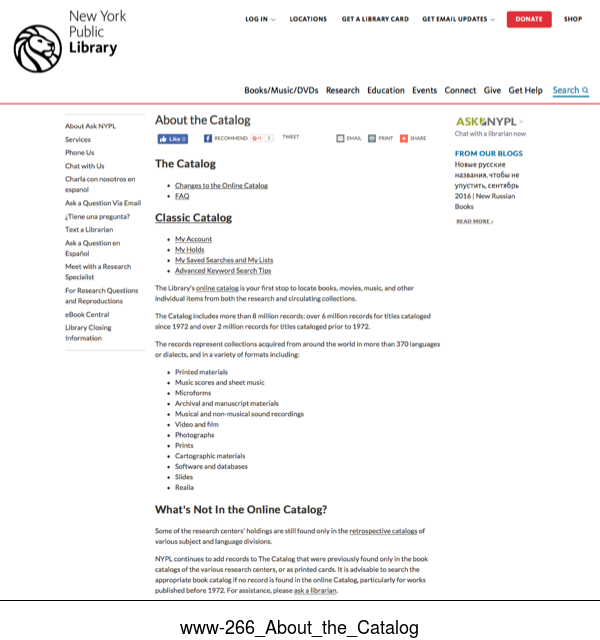 New York
Public
Library
LOG IN
LOCATIONS
GET A LIBRARY CARD
GET EMAIL UPDATES
DONATE
SHOP
Books/Music/DVDs Research Education Events Connect Give Get Help Search
About Ask NYPL
Services
Phone Us
Chat with Us
Charla con nosotros en
espanol
Ask a Question Via Email
¿Tiene una pregunta?
Text a Librarian
Ask a Question en
Español
Meet with a Research
Specialist
For Research Questions
and Reproductions
eBook Central
Library Closing
Information
About the Catalog
Like 0
RECOMMEND
TWEET
EMAIL
PRINT
SHARE
The Catalog
Changes to the Online Catalog
FAQ
Classic Catalog
My Account
My Holds
My Saved Searches and My Lists
Advanced Keyword Search Tips
The Library's online catalog is your first stop to locate books, movies, music, and other
individual items from both the research and circulating collections.
The Catalog includes more than 8 million records: over 6 million records for titles cataloged
since 1972 and over 2 million records for titles cataloged prior to 1972.
The records represent collections acquired from around the world in more than 370 languages
or dialects, and in a variety of formats including:
Printed materials
Music scores and sheet music
Microforms
Archival and manuscript materials
Musical and non-musical sound recordings
Video and film
Photographs
Prints
Cartographic materials
Software and databases
Slides
Realia
What's Not In the Online Catalog?
Some of the research centers' holdings are still found only in the retrospective catalogs of
various subject and language divisions.
NYPL continues to add records to The Catalog that were previously found only in the book
catalogs of the various research centers, or as printed cards. It is advisable to search the
appropriate book catalog if no record is found in the online Catalog, particularly for works
published before 1972. For assistance, please ask a librarian.
ASK NYPL
Chat with a librarian now
FROM OUR BLOGS
Новые русские
названия, чтобы не
упустить, сентябрь
2016 | New Russian
Books
READ MORE ›
www-266_About_the_Catalog